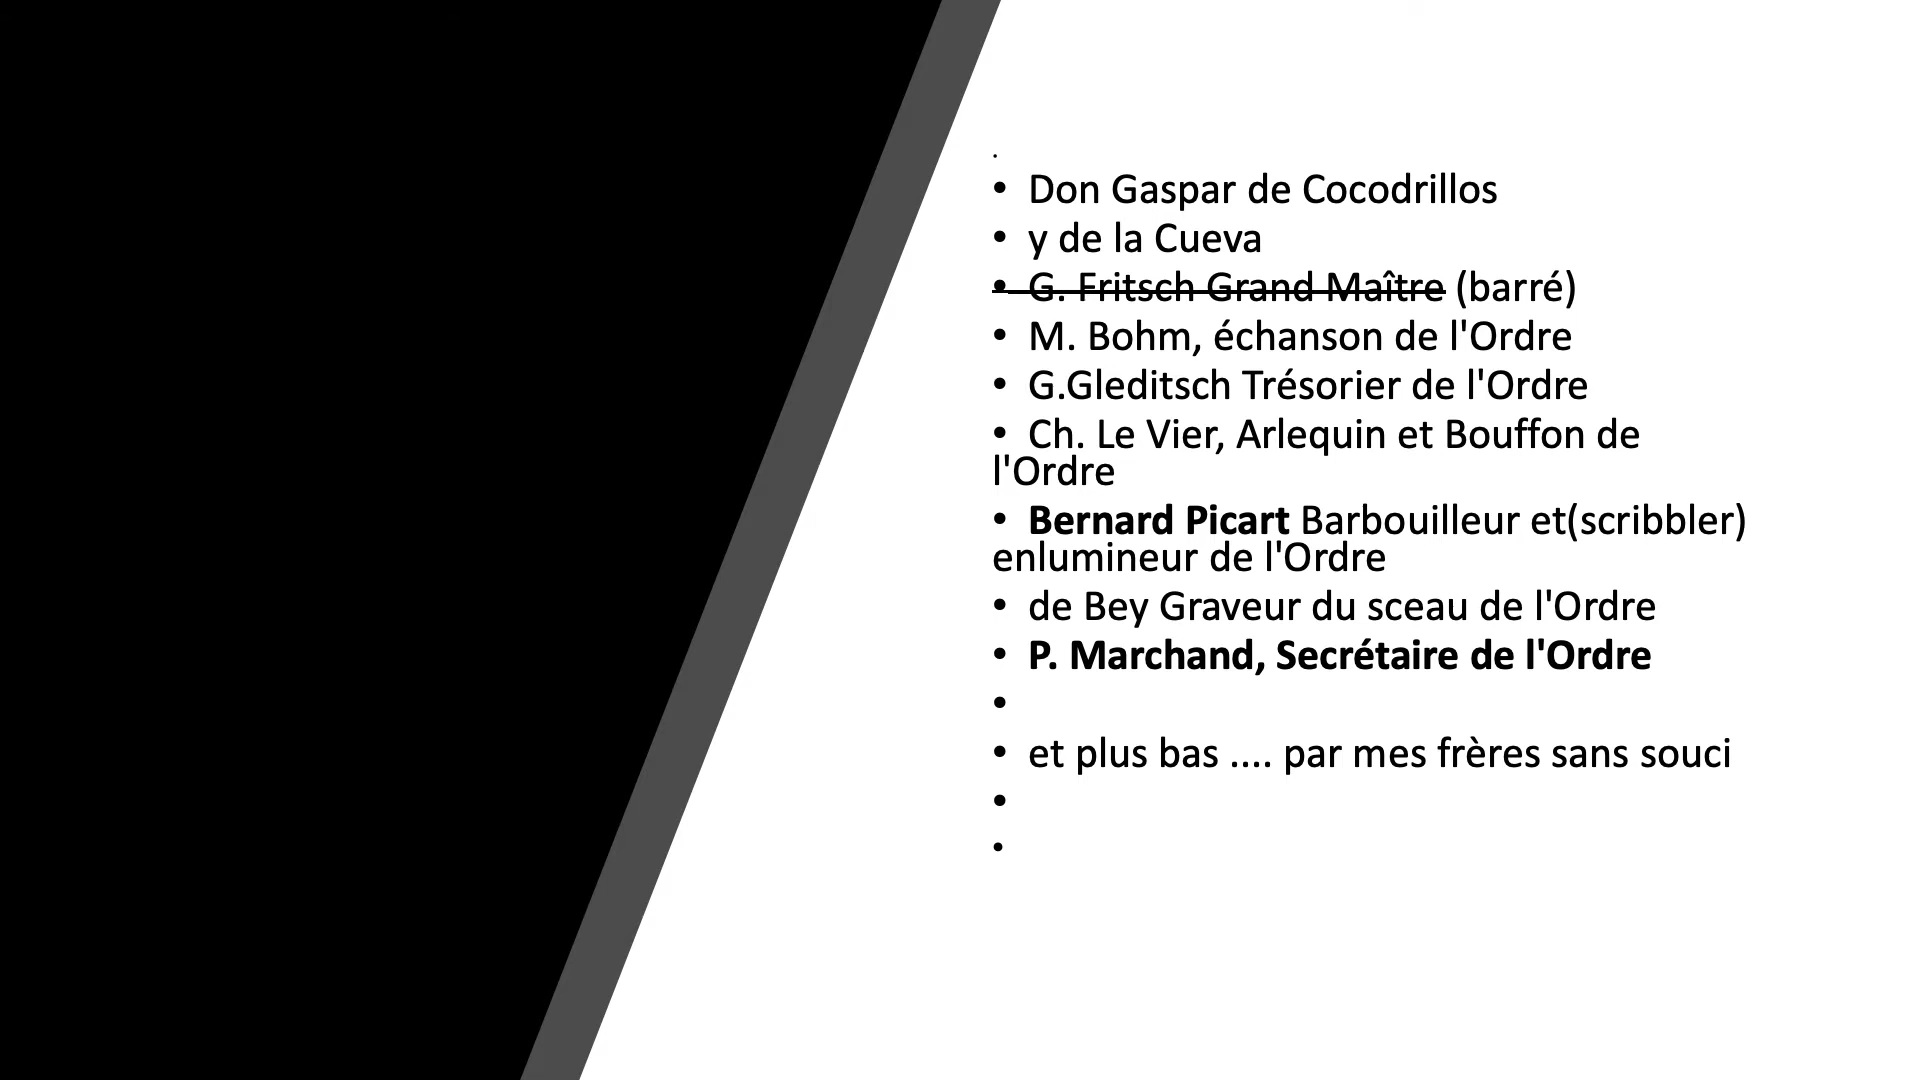 • Don Gaspar de Cocodrillos
• y de la Cueva
• G. Fritsch Grand Maître (barré)
• M. Bohm, échanson de l'Ordre
• G.Gleditsch Trésorier de l'Ordre
• Ch. Le Vier, Arlequin et Bouffon de
l'Ordre
• Bernard Picart Barbouilleur et(scribbler)
enlumineur de l'Ordre
• de Bey Graveur du sceau de l'Ordre
• P. Marchand, Secrétaire de l'Ordre
• et plus bas .... par mes frères sans souci